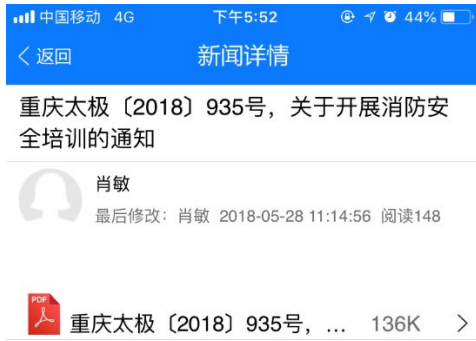 中国移动 4G 下午5:52 44%
返回 新闻详情
重庆太极〔2018〕935号，关于开展消防安
全培训的通知
肖敏
最后修改：肖敏 2018-05-28 11:14:56 阅读148
PDF
重庆太极〔2018〕935号，... 136K